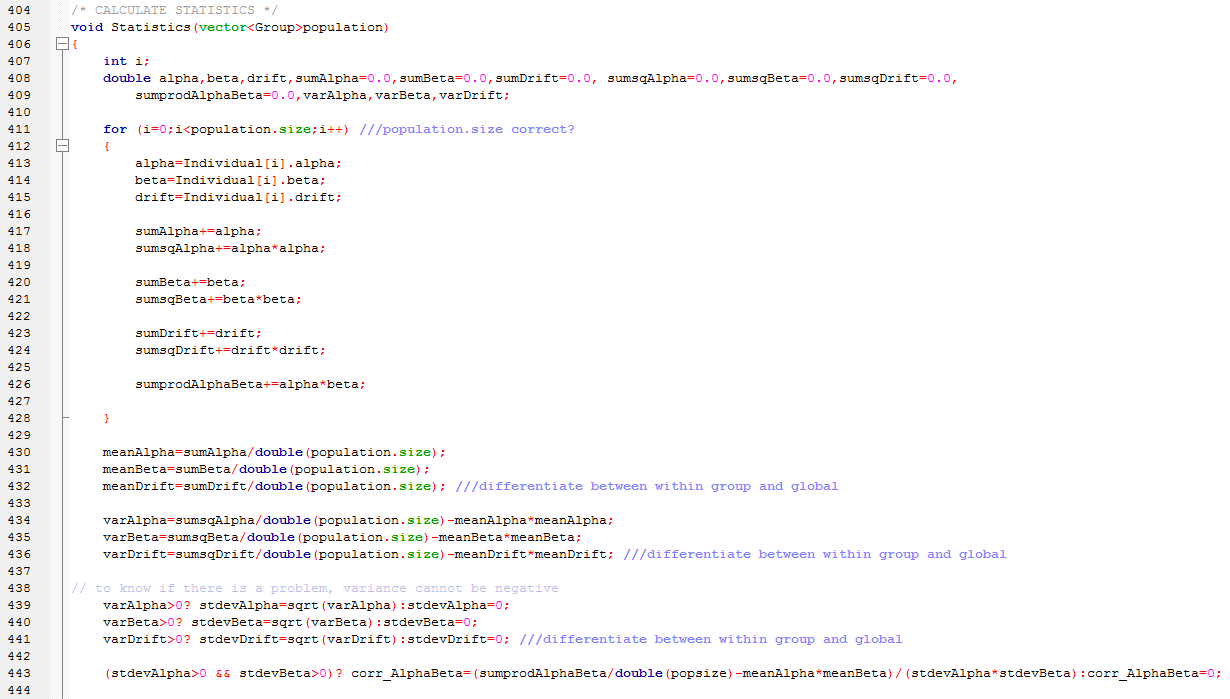 404 /* CALCULATE STATISTICS */
405 void Statistics(vector<Group>population)
406 {
407 int i;
408 double alpha,beta,drift,sumAlpha=0.0,sumBeta=0.0,sumDrift=0.0, sumsqAlpha=0.0,sumsqBeta=0.0,sumsqDrift=0.0,
409 sumprodAlphaBeta=0.0,varAlpha,varBeta,varDrift;
410
411 for (i=0;i<population.size;i++) ///population.size correct?
412 {
413 alpha=Individual[i].alpha;
414 beta=Individual[i].beta;
415 drift=Individual[i].drift;
416
417 sumAlpha+=alpha;
418 sumsqAlpha+=alpha*alpha;
419
420 sumBeta+=beta;
421 sumsqBeta+=beta*beta;
422
423 sumDrift+=drift;
424 sumsqDrift+=drift*drift;
425
426 sumprodAlphaBeta+=alpha*beta;
427
428 }
429
430 meanAlpha=sumAlpha/double(population.size);
431 meanBeta=sumBeta/double(population.size);
432 meanDrift=sumDrift/double(population.size); ///differentiate between within group and global
433
434 varAlpha=sumsqAlpha/double(population.size)-meanAlpha*meanAlpha;
435 varBeta=sumsqBeta/double(population.size)-meanBeta*meanBeta;
436 varDrift=sumsqDrift/double(population.size)-meanDrift*meanDrift; ///differentiate between within group and global
437
438 // to know if there is a problem, variance cannot be negative
439 varAlpha>0? stdevAlpha=sqrt(varAlpha):stdevAlpha=0;
440 varBeta>0? stdevBeta=sqrt(varBeta):stdevBeta=0;
441 varDrift>0? stdevDrift=sqrt(varDrift):stdevDrift=0; ///differentiate between within group and global
442
443 (stdevAlpha>0 && stdevBeta>0)? corr_AlphaBeta=(sumprodAlphaBeta/double(popsize)-meanAlpha*meanBeta)/(stdevAlpha*stdevBeta):corr_AlphaBeta=0;
444